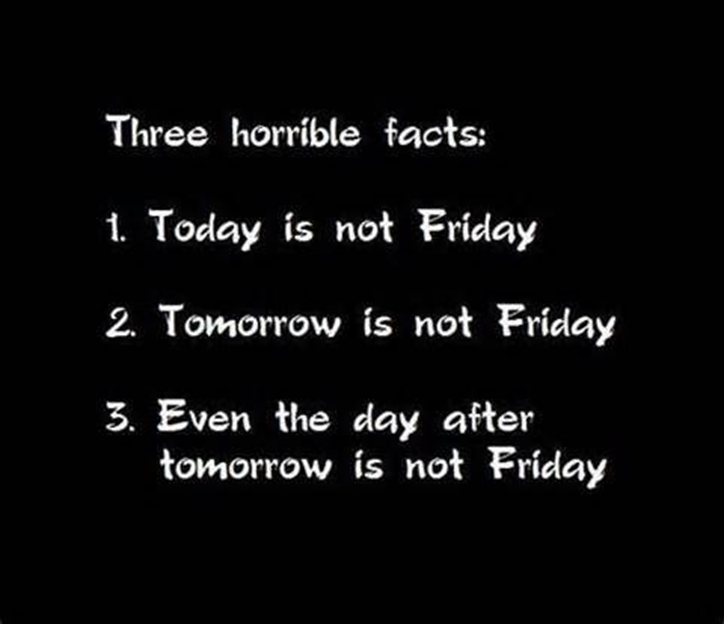 Three horrible facts:
1. Today is not Friday
2. Tomorrow is not Friday
3. Even the day after
tomorrow is not Friday